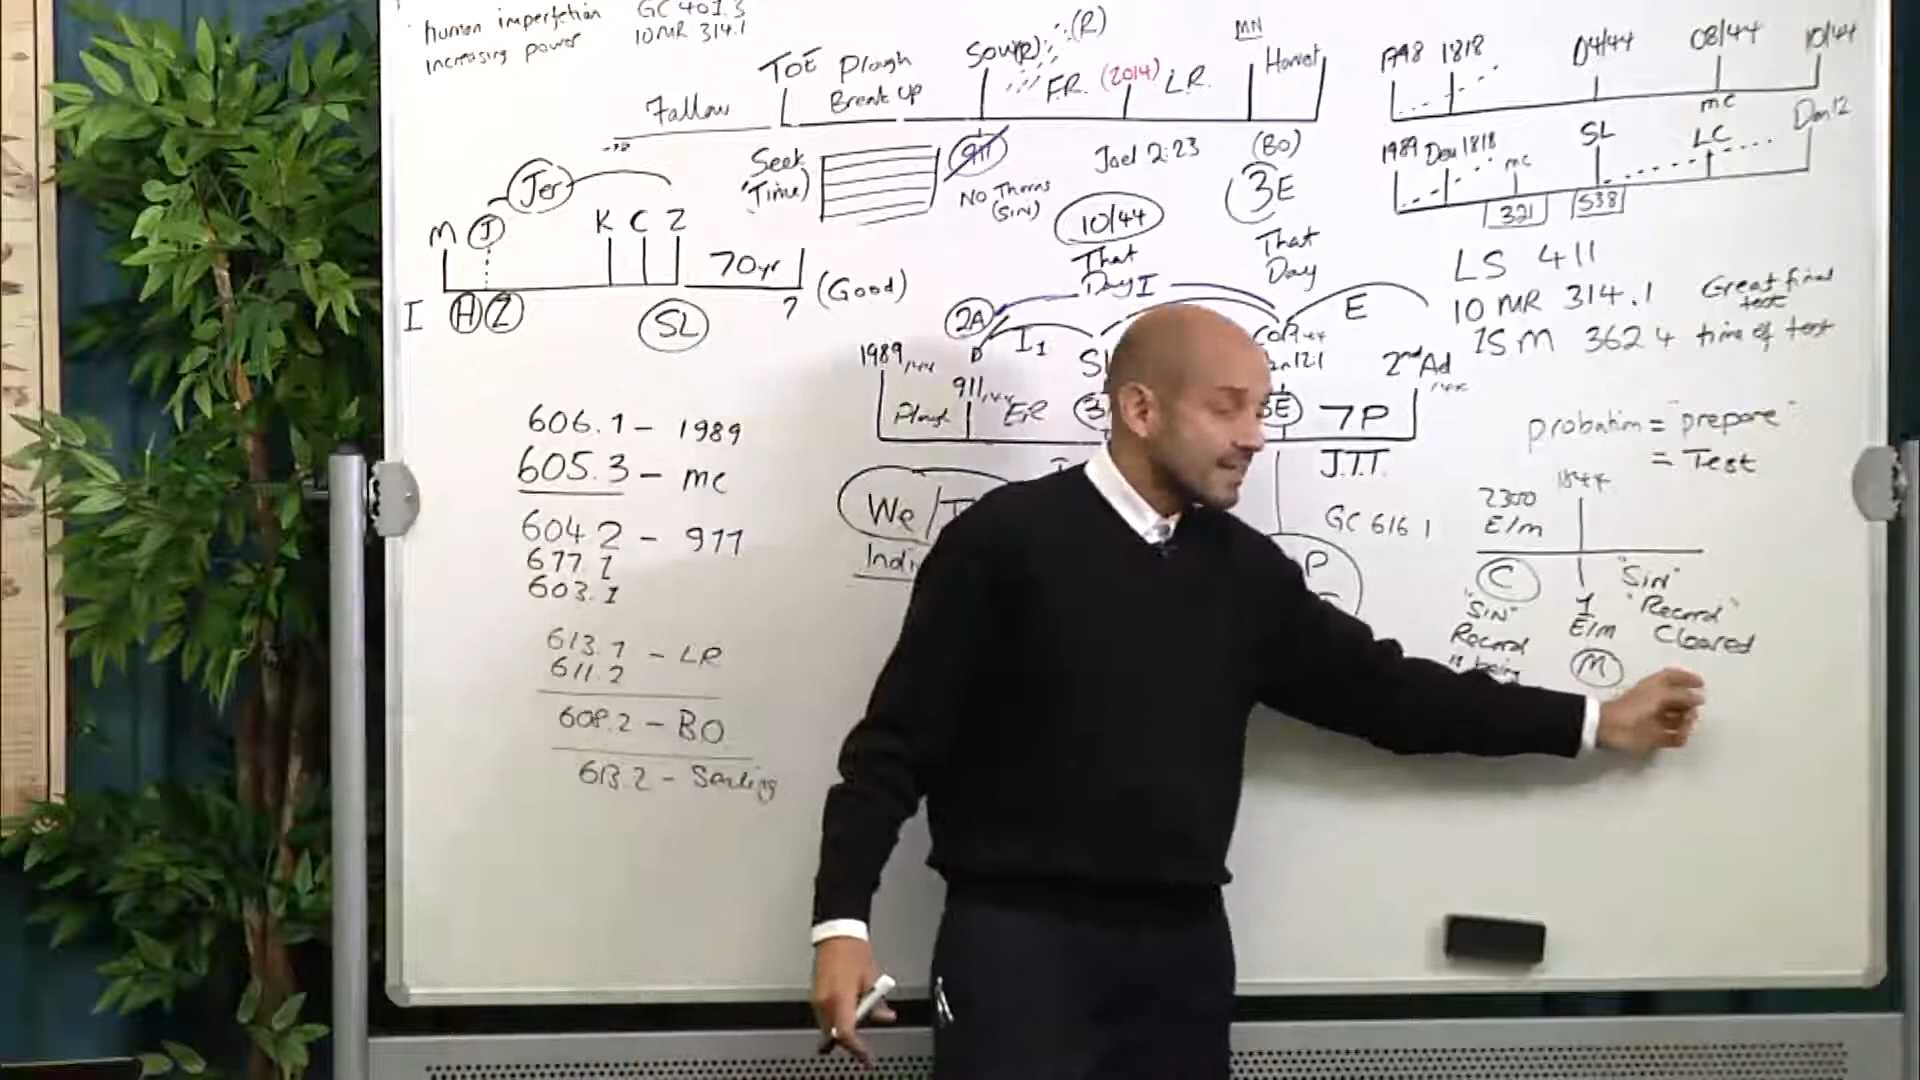 human imperfection
increasing power
GC 401.3
10MR 314.1
Fallow
TOE
Plough
Break up
Sow(p)
(R)
F.R. (2014) L.R.
MN
Harvest
Seek
(Time)
911
No Thorns
(SIN)
Joel 2:23
(BO)
3E
10/44
That
Day I
That
Day
Jer
M J K C Z
70yr
?
(Good)
I
H Z
SL
1798 1818 04/44 08/44 10/44
mc
1989 Dou 1818 mc SL LC Dan 12
321
538
LS 411
10 MR 314.1 Great final test
1SM 362 4 time of test
2A
I1
E
1989
911
Plough
ER
2nd Ad
7P
J.T.T.
GC 616 1
We/
P
606.1 - 1989
605.3 - mc
604 2 - 911
677.1
603.1
613.1 - LR
611.2
608.2 - BO
613.2 - Sealing
probation = "prepare"
= Test
2300
E/m
1844
C
"SIN"
Record
is being
1
E/m
M
"SIN"
"Record"
Cleared